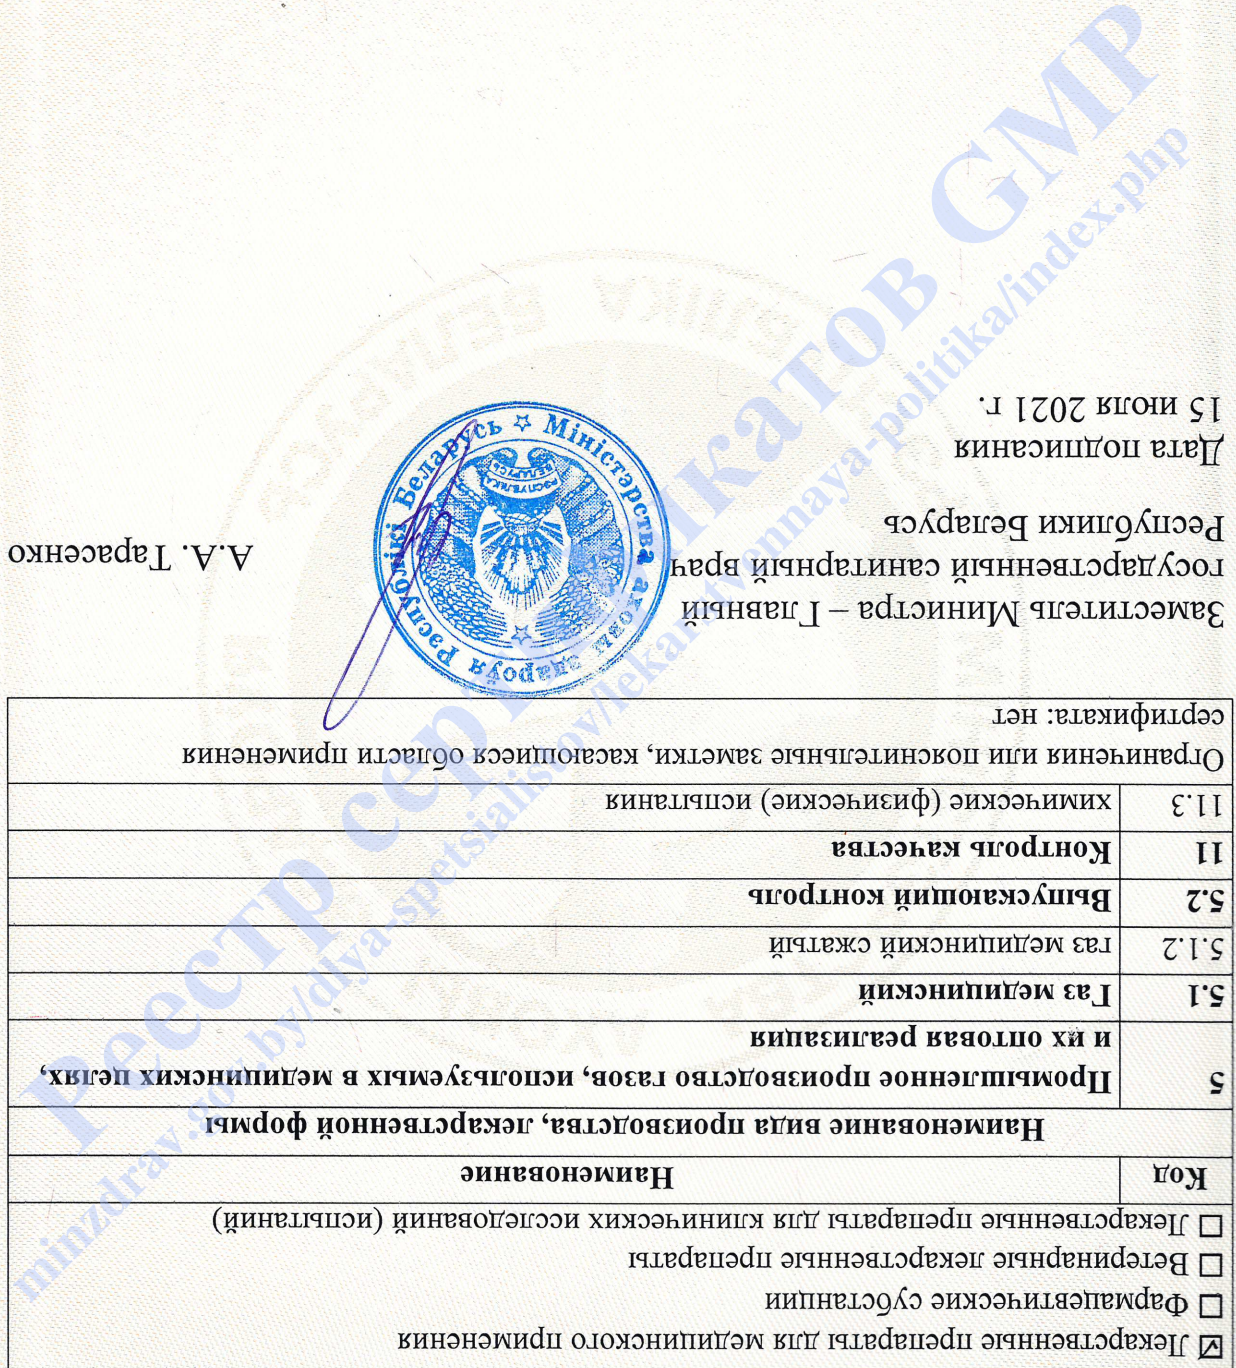 ☑ Лекарственные препараты для медицинского применения
☐ Фармацевтические субстанции
☐ Ветеринарные лекарственные препараты
☐ Лекарственные препараты для клинических исследований (испытаний)
Код Наименование
Наименование вида производства, лекарственной формы
5 Промышленное производство газов, используемых в медицинских целях,
и их оптовая реализация
5.1 Газ медицинский
5.1.2 газ медицинский сжатый
5.2 Выпускающий контроль
11 Контроль качества
11.3 химические (физические) испытания
Ограничения или пояснительные заметки, касающиеся области применения
сертификата: нет
Заместитель Министра – Главный
государственный санитарный врач
Республики Беларусь
А.А. Тарасенко
Дата подписания
15 июля 2021 г.
Міністэрства аховы здароўя Рэспублікі Беларусь
РЭСПУБЛІКА
БЕЛАРУСЬ
Реестр сертификатов GMP
minzdrav.gov.by/dlya-spetsialistov/lekarstvennaya-politika/index.php